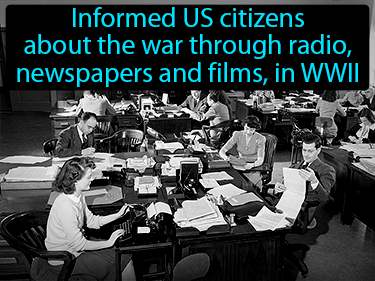 Informed US citizens
about the war through radio,
newspapers and films, in WWII